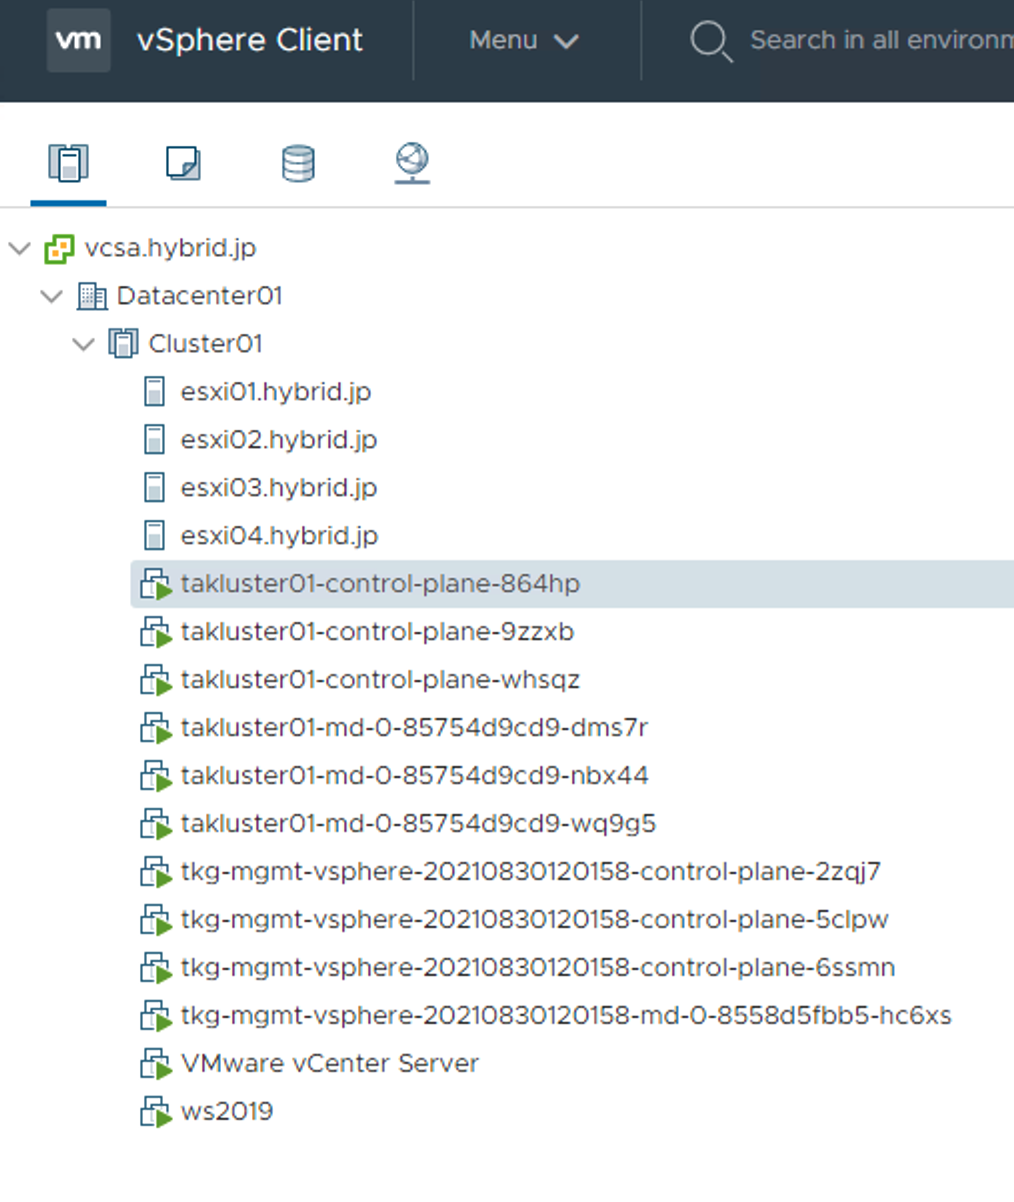 vm vSphere Client Menu Search in all environm
vcsa.hybrid.jp
Datacenter01
Cluster01
esxi01.hybrid.jp
esxi02.hybrid.jp
esxi03.hybrid.jp
esxi04.hybrid.jp
takluster01-control-plane-864hp
takluster01-control-plane-9zzxb
takluster01-control-plane-whsqz
takluster01-md-0-85754d9cd9-dms7r
takluster01-md-0-85754d9cd9-nbx44
takluster01-md-0-85754d9cd9-wq9g5
tkg-mgmt-vsphere-20210830120158-control-plane-2zqj7
tkg-mgmt-vsphere-20210830120158-control-plane-5clpw
tkg-mgmt-vsphere-20210830120158-control-plane-6ssmn
tkg-mgmt-vsphere-20210830120158-md-0-8558d5fbb5-hc6xs
VMware vCenter Server
ws2019